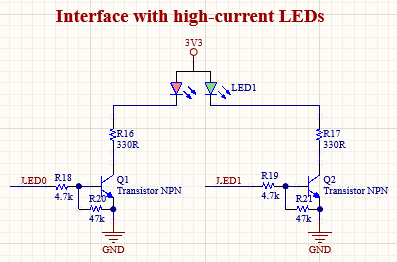 Interface with high-current LEDs
3V3
LED1
R16
330R
R17
330R
LED0
R18
4.7k
Q1
Transistor NPN
R20
47k
GND
LED1
R19
4.7k
Q2
Transistor NPN
R21
47k
GND